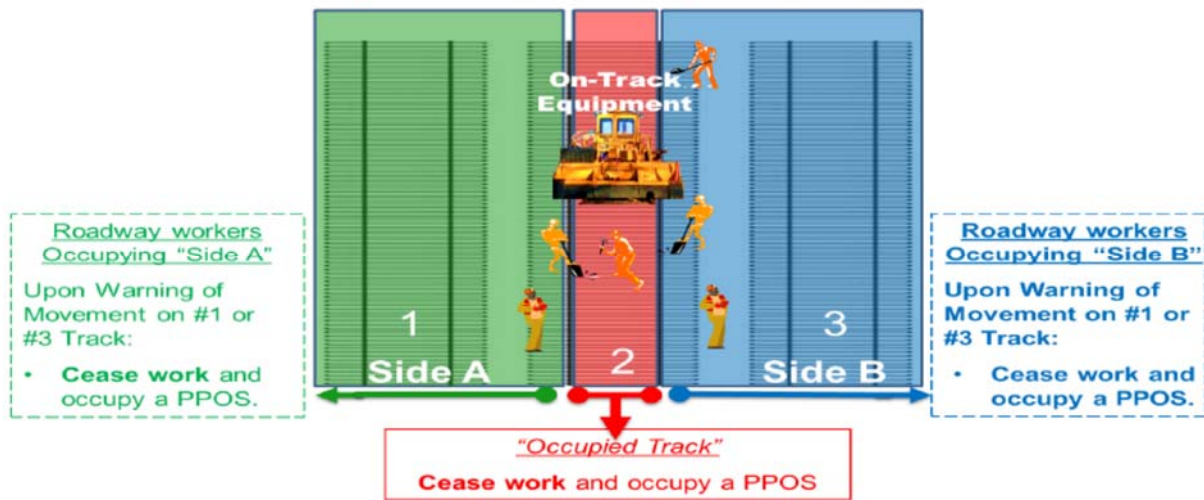 On-Track
Equipment
Roadway workers
Occupying “Side A”
Upon Warning of
Movement on #1 or
#3 Track:
• Cease work and
occupy a PPOS.
1
Side A
2
3
Side B
Roadway workers
Occupying “Side B”
Upon Warning of
Movement on #1 or
#3 Track:
• Cease work and
occupy a PPOS.
“Occupied Track”
Cease work and occupy a PPOS